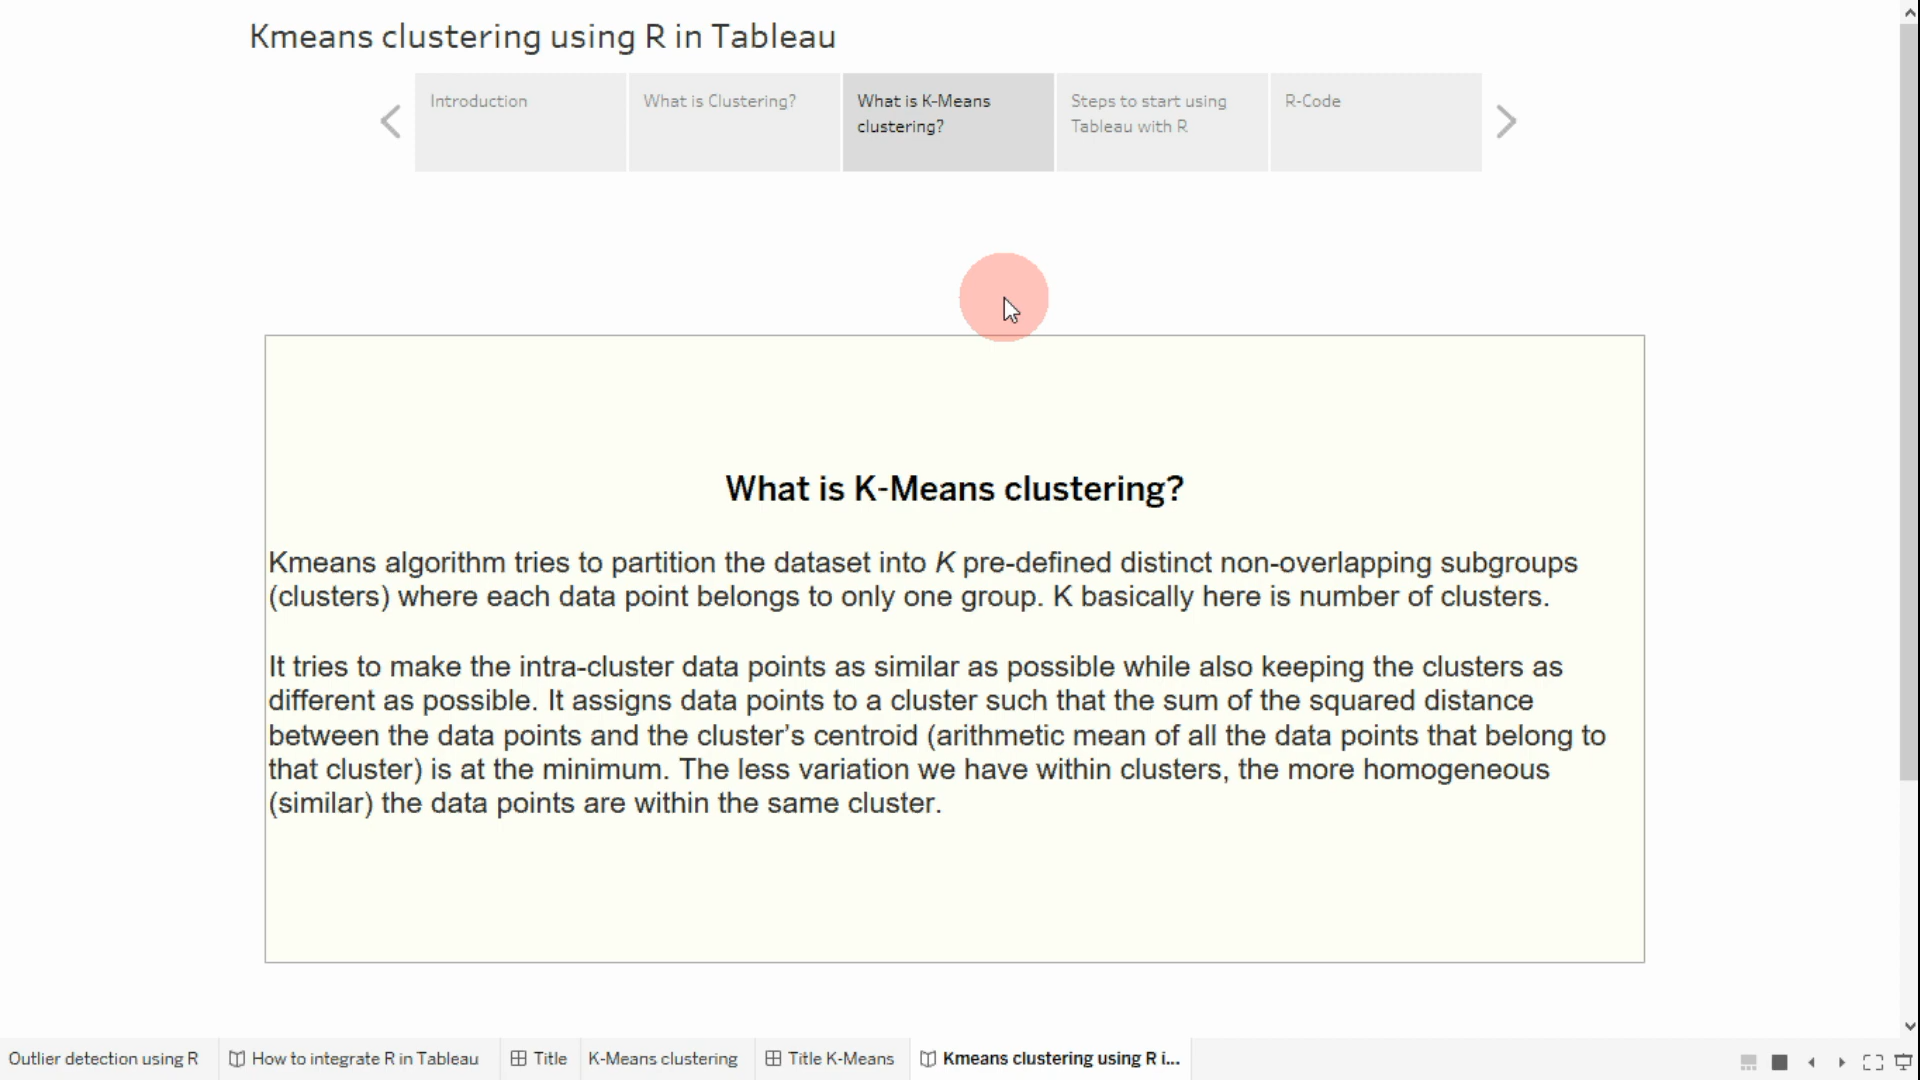 Kmeans clustering using R in Tableau
Introduction
What is Clustering?
What is K-Means
clustering?
Steps to start using
Tableau with R
R-Code
What is K-Means clustering?
Kmeans algorithm tries to partition the dataset into K pre-defined distinct non-overlapping subgroups
(clusters) where each data point belongs to only one group. K basically here is number of clusters.
It tries to make the intra-cluster data points as similar as possible while also keeping the clusters as
different as possible. It assigns data points to a cluster such that the sum of the squared distance
between the data points and the cluster’s centroid (arithmetic mean of all the data points that belong to
that cluster) is at the minimum. The less variation we have within clusters, the more homogeneous
(similar) the data points are within the same cluster.
Outlier detection using R
How to integrate R in Tableau
Title
K-Means clustering
Title K-Means
Kmeans clustering using R i...